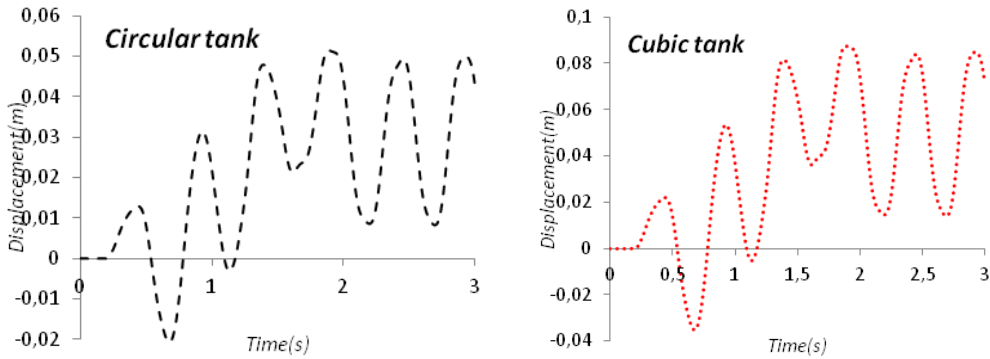 Circular tank
0,06
0,05
0,04
0,03
0,02
0,01
0
-0,01
-0,02
Displacement(m)
0 1 2 3
Time(s)
Cubic tank
0,1
0,08
0,06
0,04
0,02
0
-0,02
-0,04
Displacement(m)
0 0,5 1 1,5 2 2,5 3
Time(s)